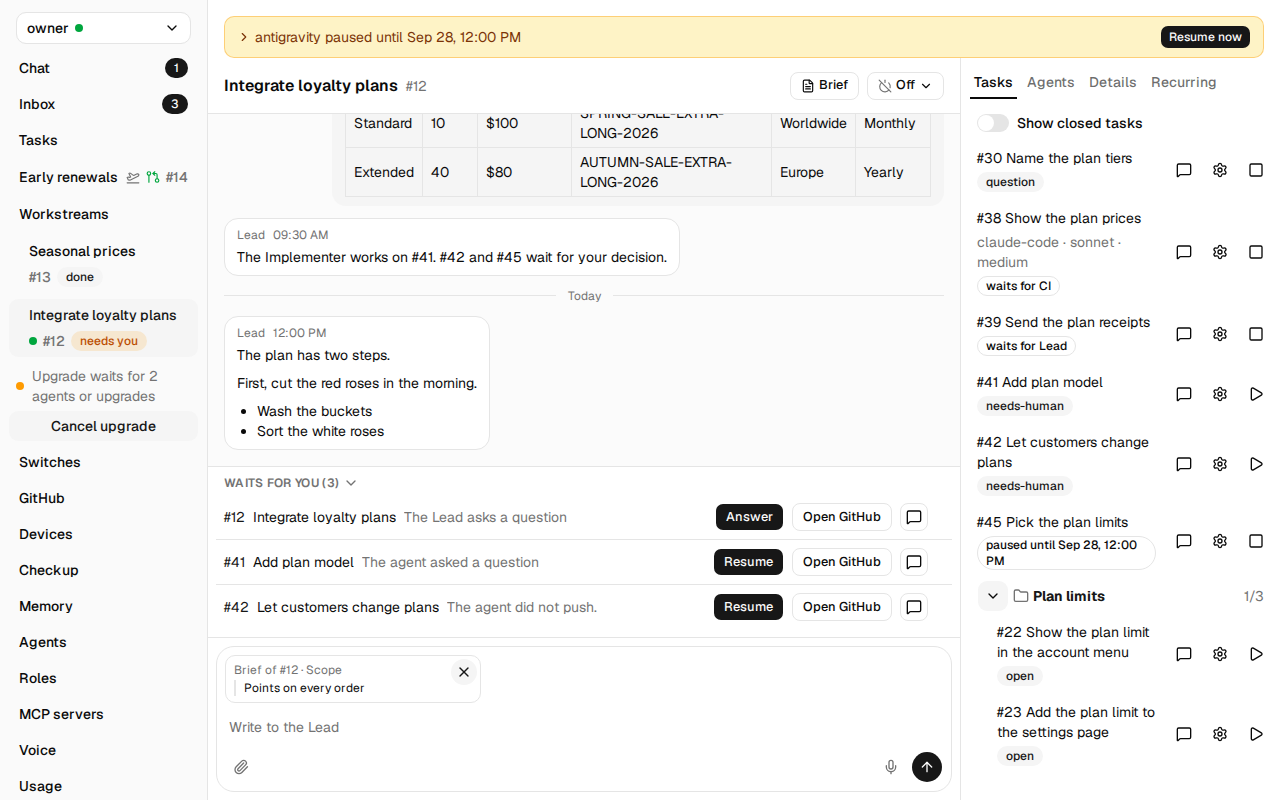 owner
Chat 1
Inbox 3
Tasks
Early renewals #14
Workstreams
Seasonal prices
#13 done
Integrate loyalty plans
#12 needs you
Upgrade waits for 2
agents or upgrades
Cancel upgrade
Switches
GitHub
Devices
Checkup
Memory
Agents
Roles
MCP servers
Voice
Usage
antigravity paused until Sep 28, 12:00 PM
Resume now
Integrate loyalty plans #12
Brief
Off
Standard 10 $100 SPRING-SALE-EXTRA-
LONG-2026 Worldwide Monthly
Extended 40 $80 AUTUMN-SALE-EXTRA-
LONG-2026 Europe Yearly
Lead 09:30 AM
The Implementer works on #41. #42 and #45 wait for your decision.
Today
Lead 12:00 PM
The plan has two steps.
First, cut the red roses in the morning.
• Wash the buckets
• Sort the white roses
WAITS FOR YOU (3)
#12 Integrate loyalty plans The Lead asks a question Answer Open GitHub
#41 Add plan model The agent asked a question Resume Open GitHub
#42 Let customers change plans The agent did not push. Resume Open GitHub
Brief of #12 · Scope
Points on every order
Write to the Lead
Tasks Agents Details Recurring
Show closed tasks
#30 Name the plan tiers
question
#38 Show the plan prices
claude-code · sonnet ·
medium
waits for CI
#39 Send the plan receipts
waits for Lead
#41 Add plan model
needs-human
#42 Let customers change
plans
needs-human
#45 Pick the plan limits
paused until Sep 28, 12:00
PM
Plan limits 1/3
#22 Show the plan limit
in the account menu
open
#23 Add the plan limit to
the settings page
open